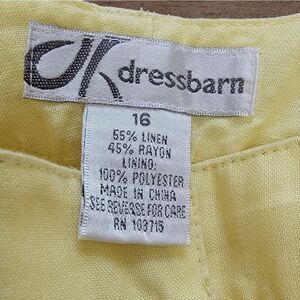 dressbarn
16
55% LINEN
45% RAYON
LINING:
100% POLYESTER
MADE IN CHINA
SEE REVERSE FOR CARE
RN 103715